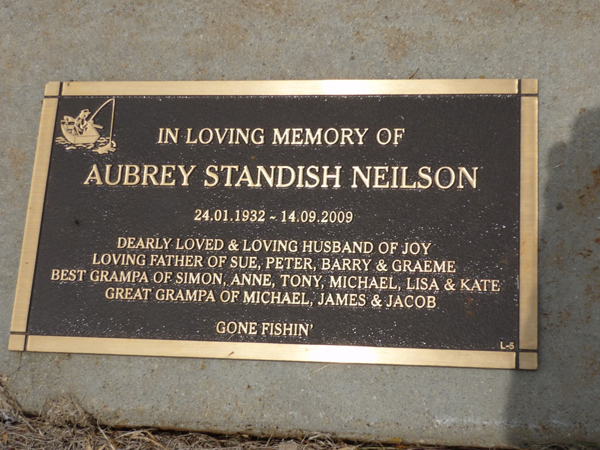 IN LOVING MEMORY OF
AUBREY STANDISH NEILSON
24.01.1932 ~ 14.09.2009
DEARLY LOVED & LOVING HUSBAND OF JOY
LOVING FATHER OF SUE, PETER, BARRY & GRAEME
BEST GRAMPA OF SIMON, ANNE, TONY, MICHAEL, LISA & KATE
GREAT GRAMPA OF MICHAEL, JAMES & JACOB
GONE FISHIN'
L-5